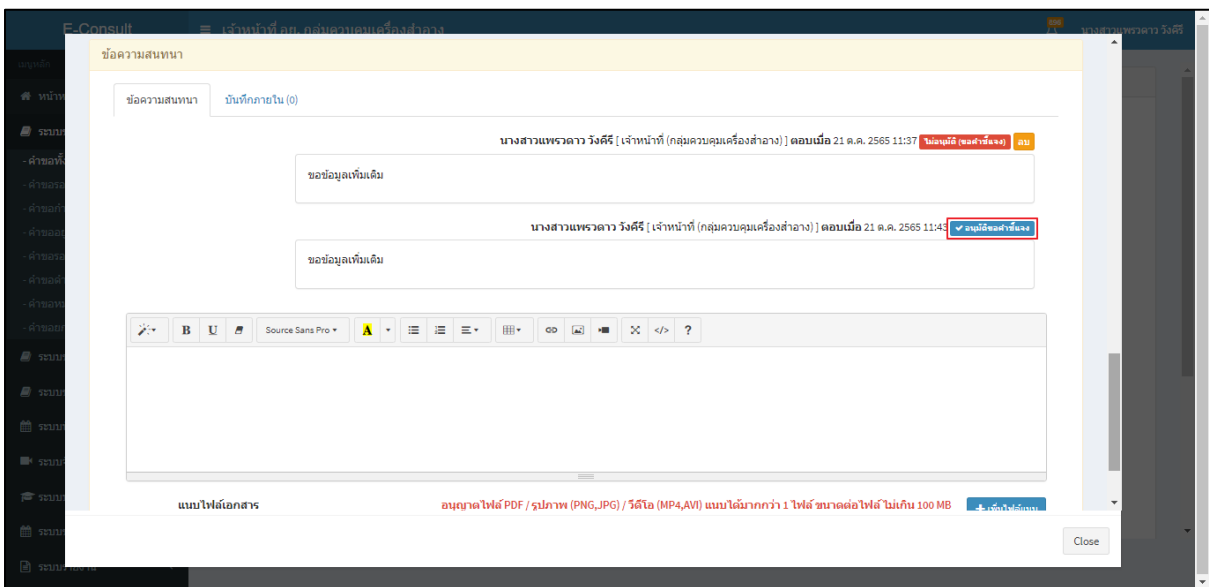 E-Consult
เจ้าหน้าที่ อย. กลุ่มควบคุมเครื่องสำอาง
นางสาวแพรวดาว วังคีรี
เมนูหลัก
ข้อความสนทนา
ข้อความสนทนา บันทึกภายใน (0)
นางสาวแพรวดาว วังคีรี [ เจ้าหน้าที่ (กลุ่มควบคุมเครื่องสำอาง) ] ตอบเมื่อ 21 ต.ค. 2565 11:37 ไม่อนุมัติ (ขอคำชี้แจง) ลบ
ขอข้อมูลเพิ่มเติม
นางสาวแพรวดาว วังคีรี [ เจ้าหน้าที่ (กลุ่มควบคุมเครื่องสำอาง) ] ตอบเมื่อ 21 ต.ค. 2565 11:43 อนุมัติขอคำชี้แจง
ขอข้อมูลเพิ่มเติม
B U Source Sans Pro A </> ?
แนบไฟล์เอกสาร
อนุญาตไฟล์ PDF / รูปภาพ (PNG,JPG) / วีดีโอ (MP4,AVI) แนบได้มากกว่า 1 ไฟล์ ขนาดต่อไฟล์ ไม่เกิน 100 MB
Close